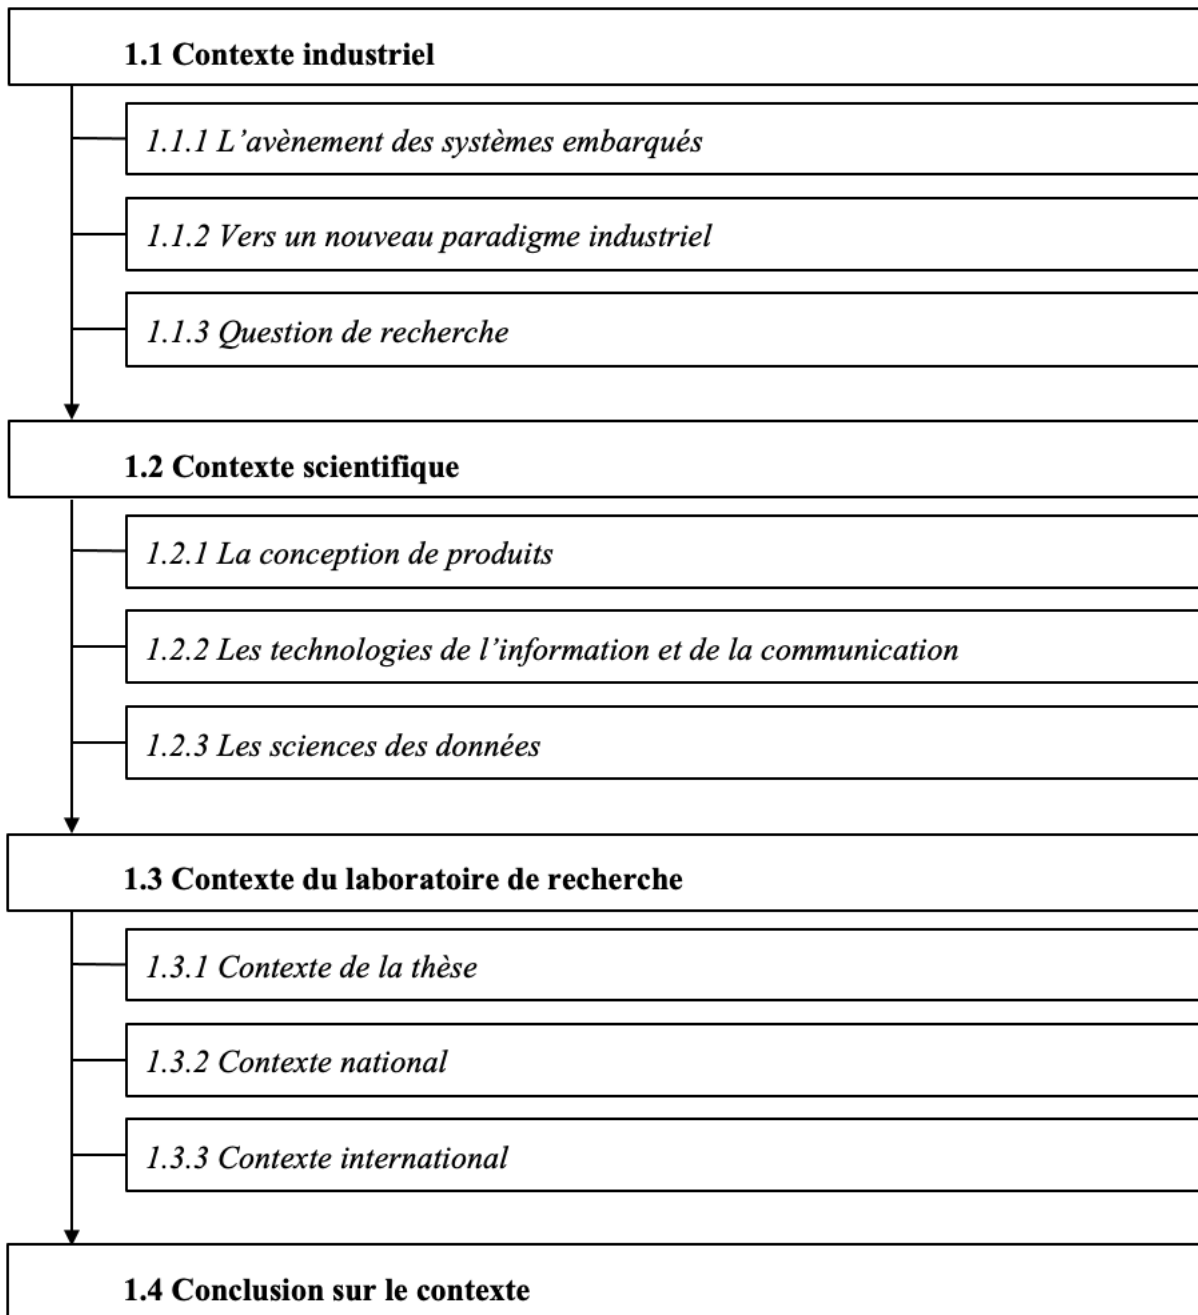 1.1 Contexte industriel
1.1.1 L’avènement des systèmes embarqués
1.1.2 Vers un nouveau paradigme industriel
1.1.3 Question de recherche
1.2 Contexte scientifique
1.2.1 La conception de produits
1.2.2 Les technologies de l’information et de la communication
1.2.3 Les sciences des données
1.3 Contexte du laboratoire de recherche
1.3.1 Contexte de la thèse
1.3.2 Contexte national
1.3.3 Contexte international
1.4 Conclusion sur le contexte